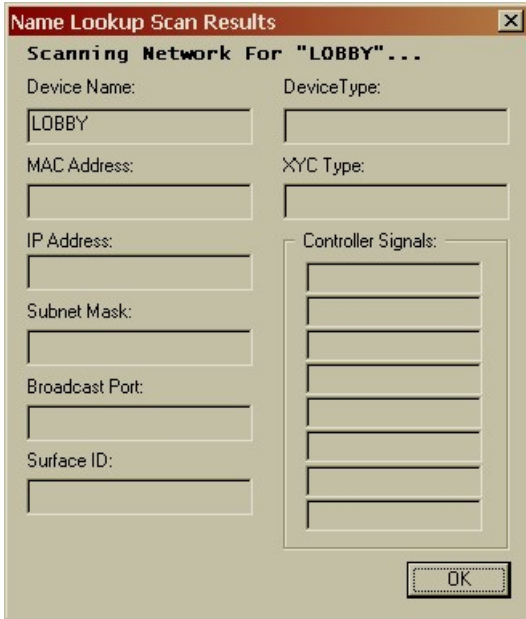 Name Lookup Scan Results
Scanning Network For "LOBBY"...
Device Name:
LOBBY
DeviceType:
MAC Address:
XYC Type:
IP Address:
Controller Signals:
Subnet Mask:
Broadcast Port:
Surface ID:
OK